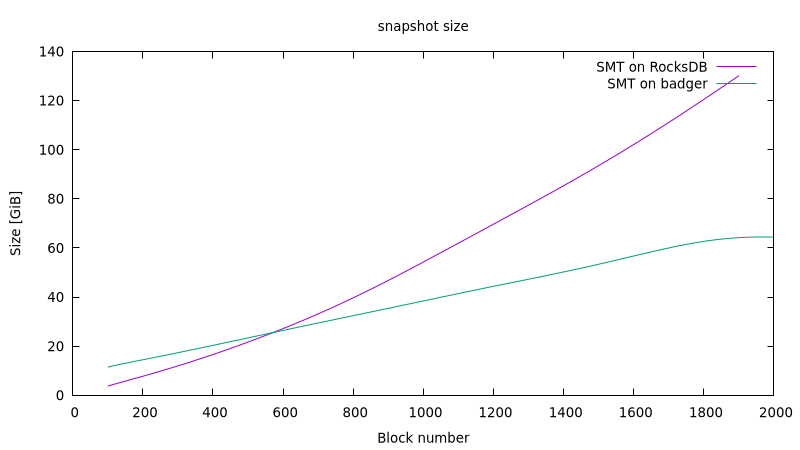 snapshot size
SMT on RocksDB
SMT on badger
Size [GiB]
140
120
100
80
60
40
20
0
0 200 400 600 800 1000 1200 1400 1600 1800 2000
Block number